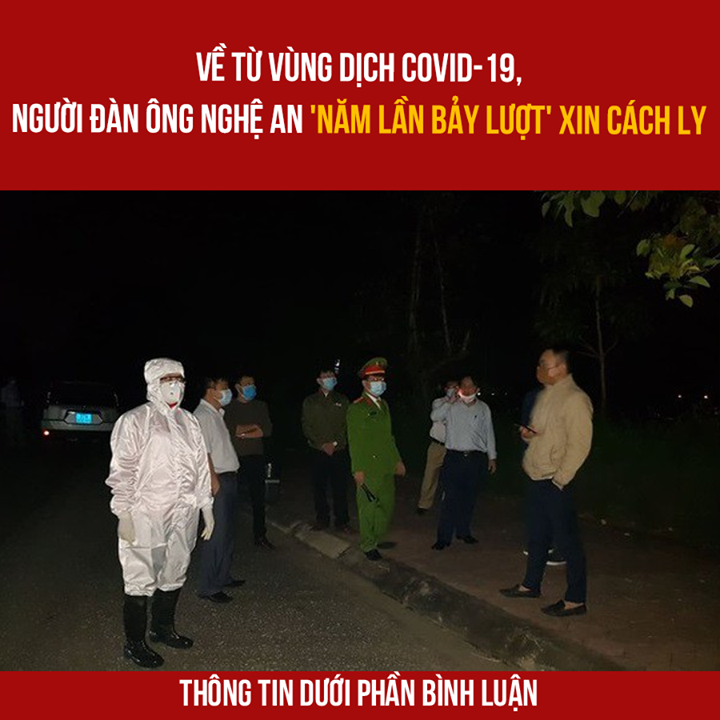 VỀ TỪ VÙNG DỊCH COVID-19,
NGƯỜI ĐÀN ÔNG NGHỆ AN 'NĂM LẦN BẢY LƯỢT' XIN CÁCH LY
THÔNG TIN DƯỚI PHẦN BÌNH LUẬN